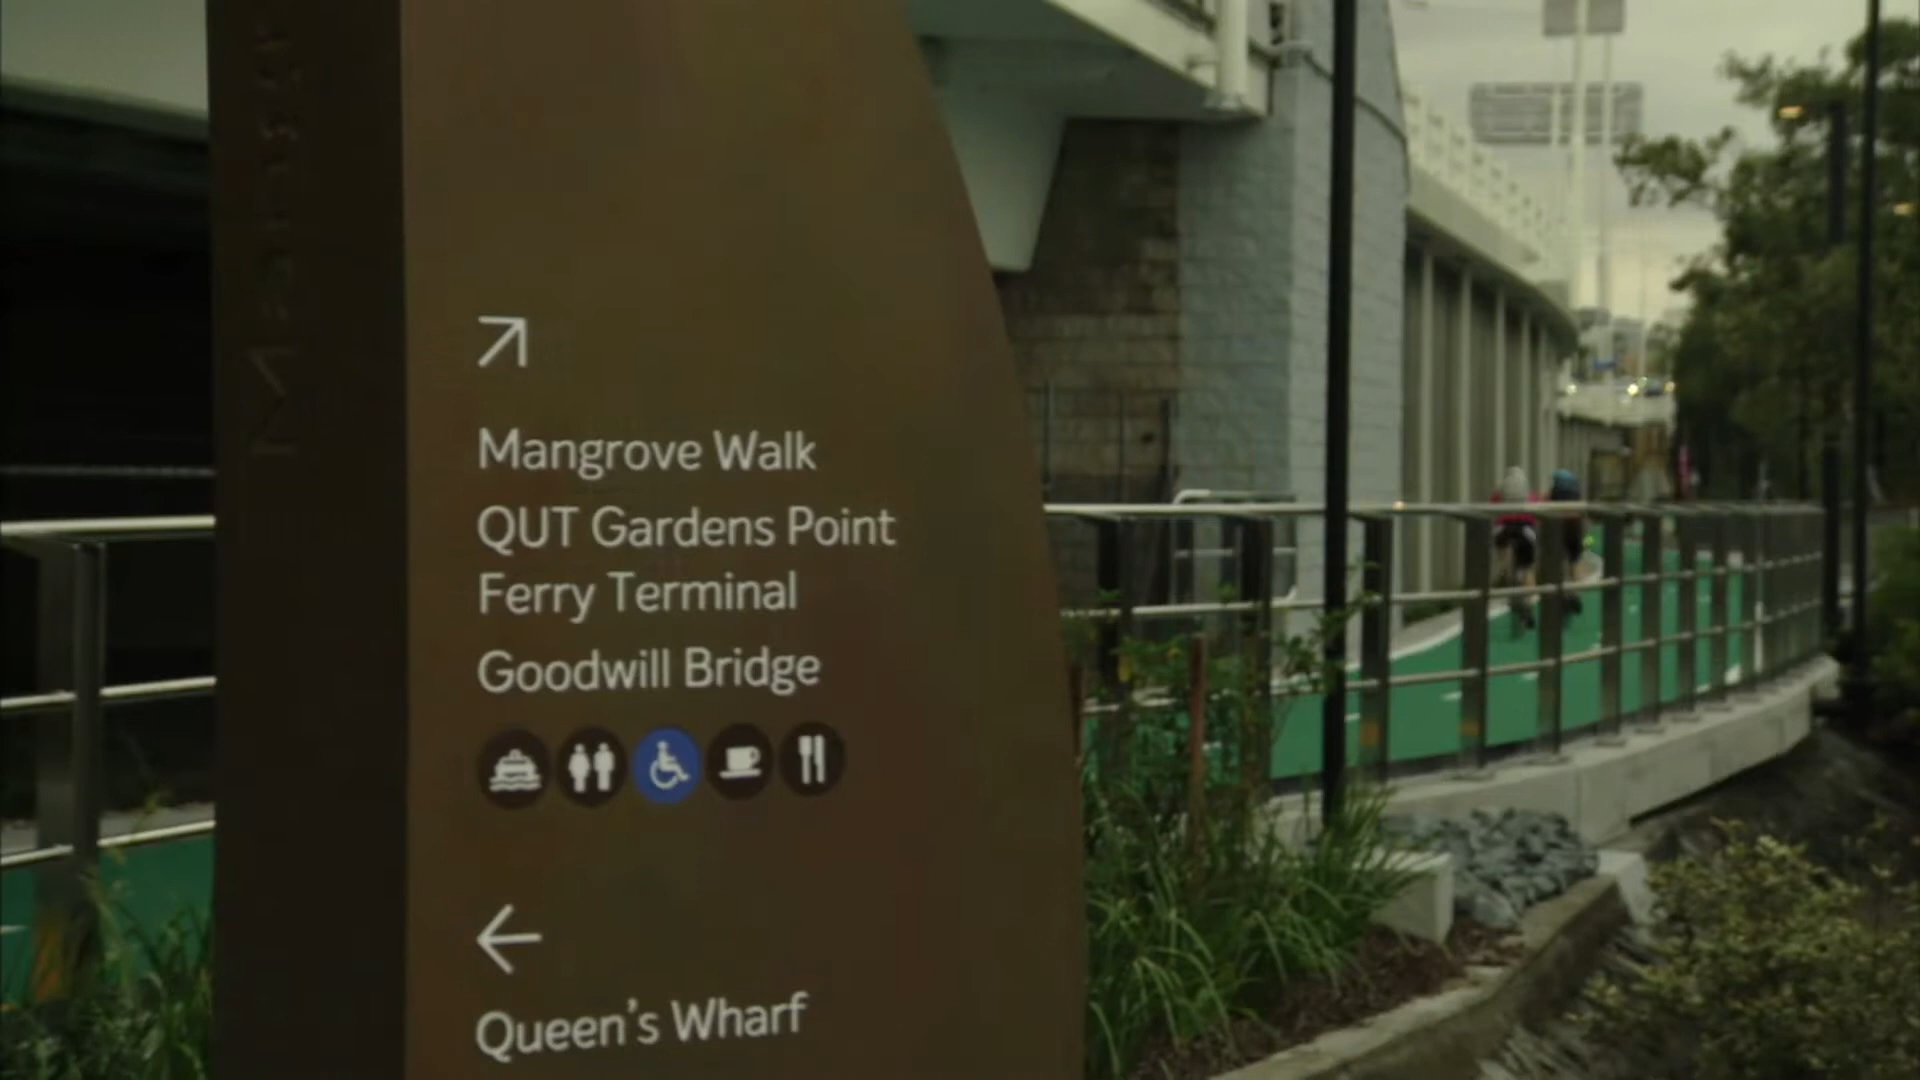 Mangrove Walk
QUT Gardens Point
Ferry Terminal
Goodwill Bridge
Queen's Wharf